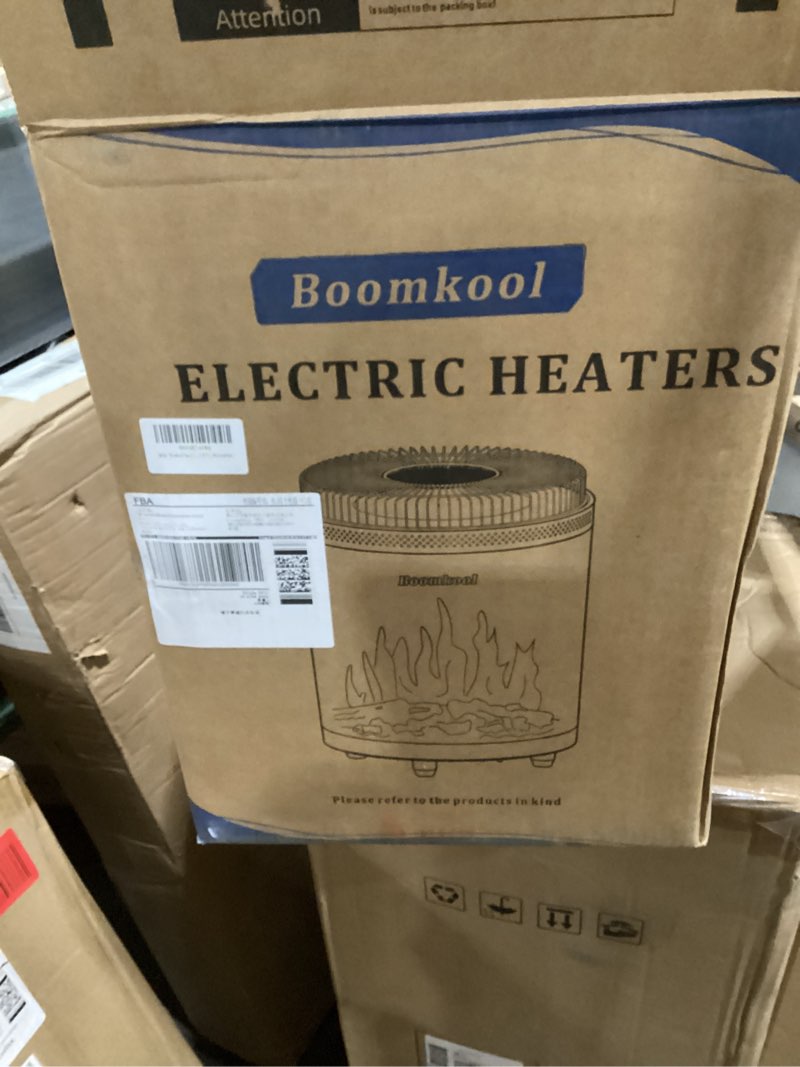 Attention
is subject to the packing box!
Boomkool
ELECTRIC HEATERS
FBA
Boomkool
Please refer to the products in kind